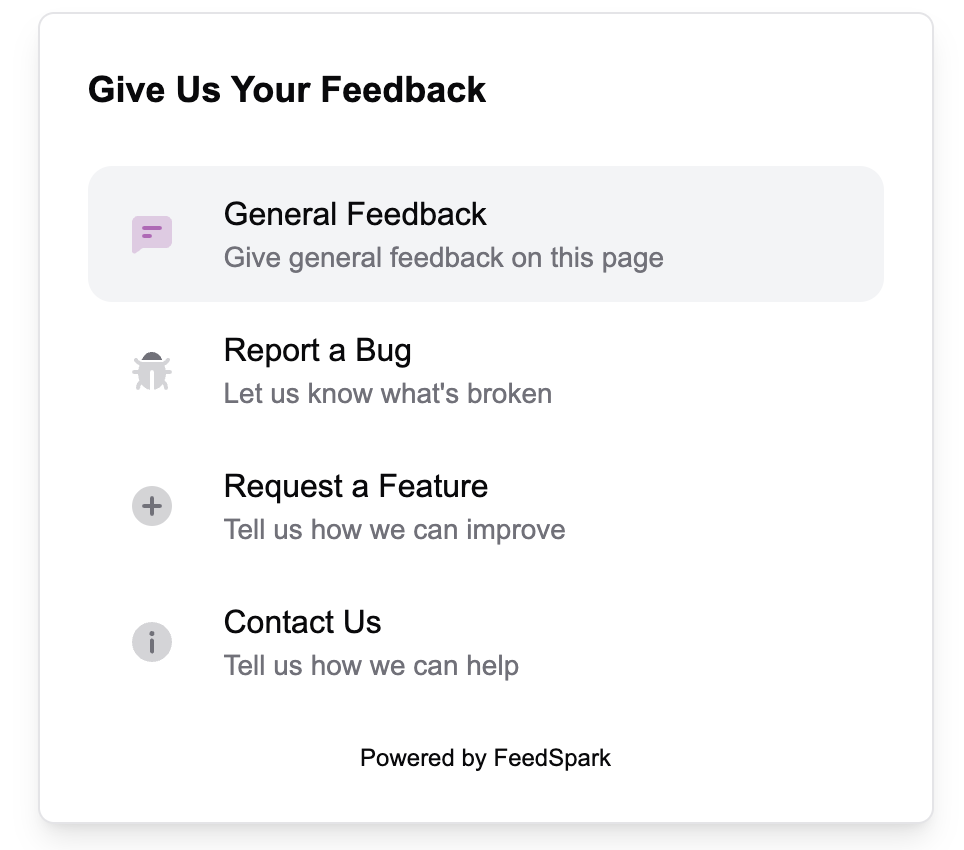 Give Us Your Feedback
General Feedback
Give general feedback on this page
Report a Bug
Let us know what's broken
Request a Feature
Tell us how we can improve
Contact Us
Tell us how we can help
Powered by FeedSpark